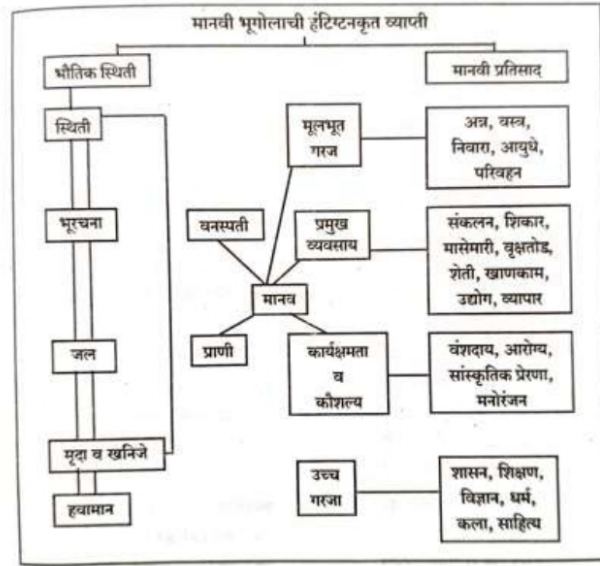 मानवी भूगोलाची हंटिग्टनकृत व्याप्ती
भौतिक स्थिती
मानवी प्रतिसाद
स्थिती
मूलभूत
गरज
अन्न, वस्त्र,
निवारा, आयुधे,
परिवहन
भूरचना
वनस्पती
प्रमुख
व्यवसाय
संकलन, शिकार,
मासेमारी, वृक्षतोड,
शेती, खाणकाम,
उद्योग, व्यापार
मानव
जल
प्राणी
कार्यक्षमता
व
कौशल्य
वंशदाय, आरोग्य,
सांस्कृतिक प्रेरणा,
मनोरंजन
मृदा व खनिजे
हवामान
उच्च
गरजा
शासन, शिक्षण,
विज्ञान, धर्म,
कला, साहित्य